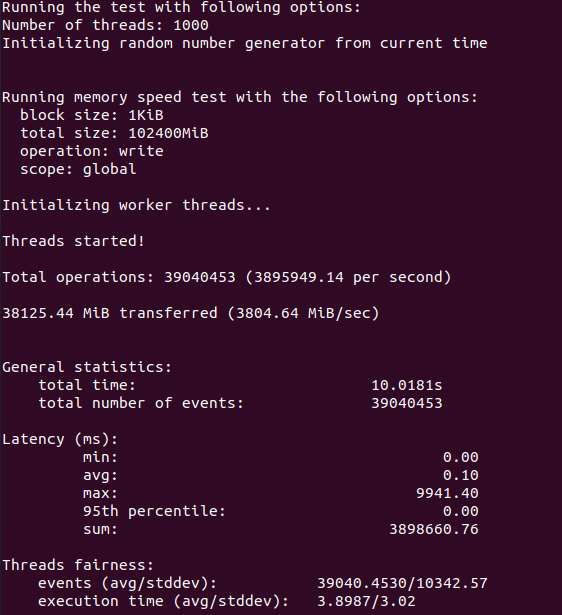 Running the test with following options:
Number of threads: 1000
Initializing random number generator from current time
Running memory speed test with the following options:
block size: 1KiB
total size: 102400MiB
operation: write
scope: global
Initializing worker threads...
Threads started!
Total operations: 39040453 (3895949.14 per second)
38125.44 MiB transferred (3804.64 MiB/sec)
General statistics:
total time: 10.0181s
total number of events: 39040453
Latency (ms):
min: 0.00
avg: 0.10
max: 9941.40
95th percentile: 0.00
sum: 3898660.76
Threads fairness:
events (avg/stddev): 39040.4530/10342.57
execution time (avg/stddev): 3.8987/3.02